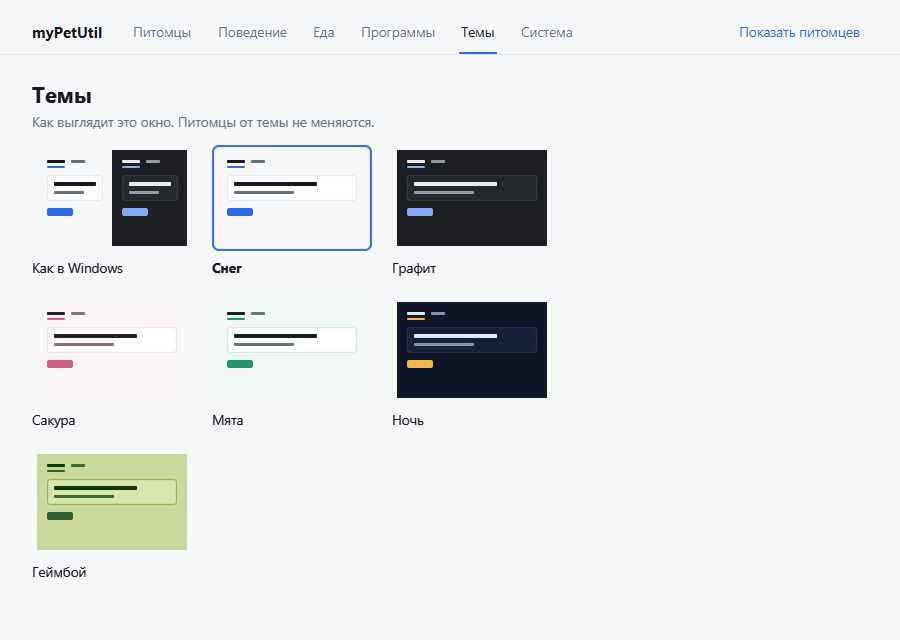 myPetUtil Питомцы Поведение Еда Программы Темы Система Показать питомцев
Темы
Как выглядит это окно. Питомцы от темы не меняются.
Как в Windows Снег Графит
Сакура Мята Ночь
Геймбой